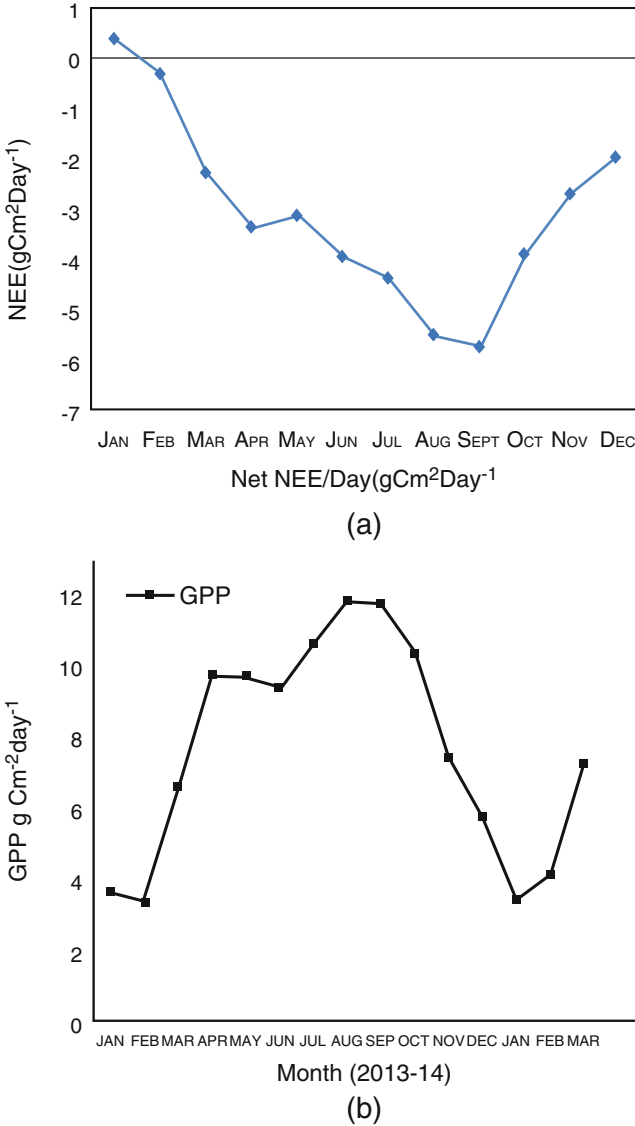 1
0
-1
-2
-3
-4
-5
-6
-7
NEE(gCm²Day⁻¹)
JAN FEB MAR APR MAY JUN JUL AUG SEPT OCT NOV DEC
Net NEE/Day(gCm²Day⁻¹
(a)
GPP
12
10
8
6
4
2
0
GPP g Cm⁻²day⁻¹
JAN FEB MAR APR MAY JUN JUL AUG SEP OCT NOV DEC JAN FEB MAR
Month (2013-14)
(b)